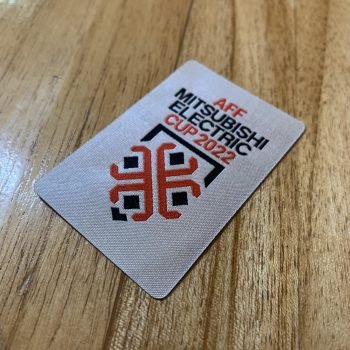 AFF
MITSUBISHI
ELECTRIC
CUP 2022